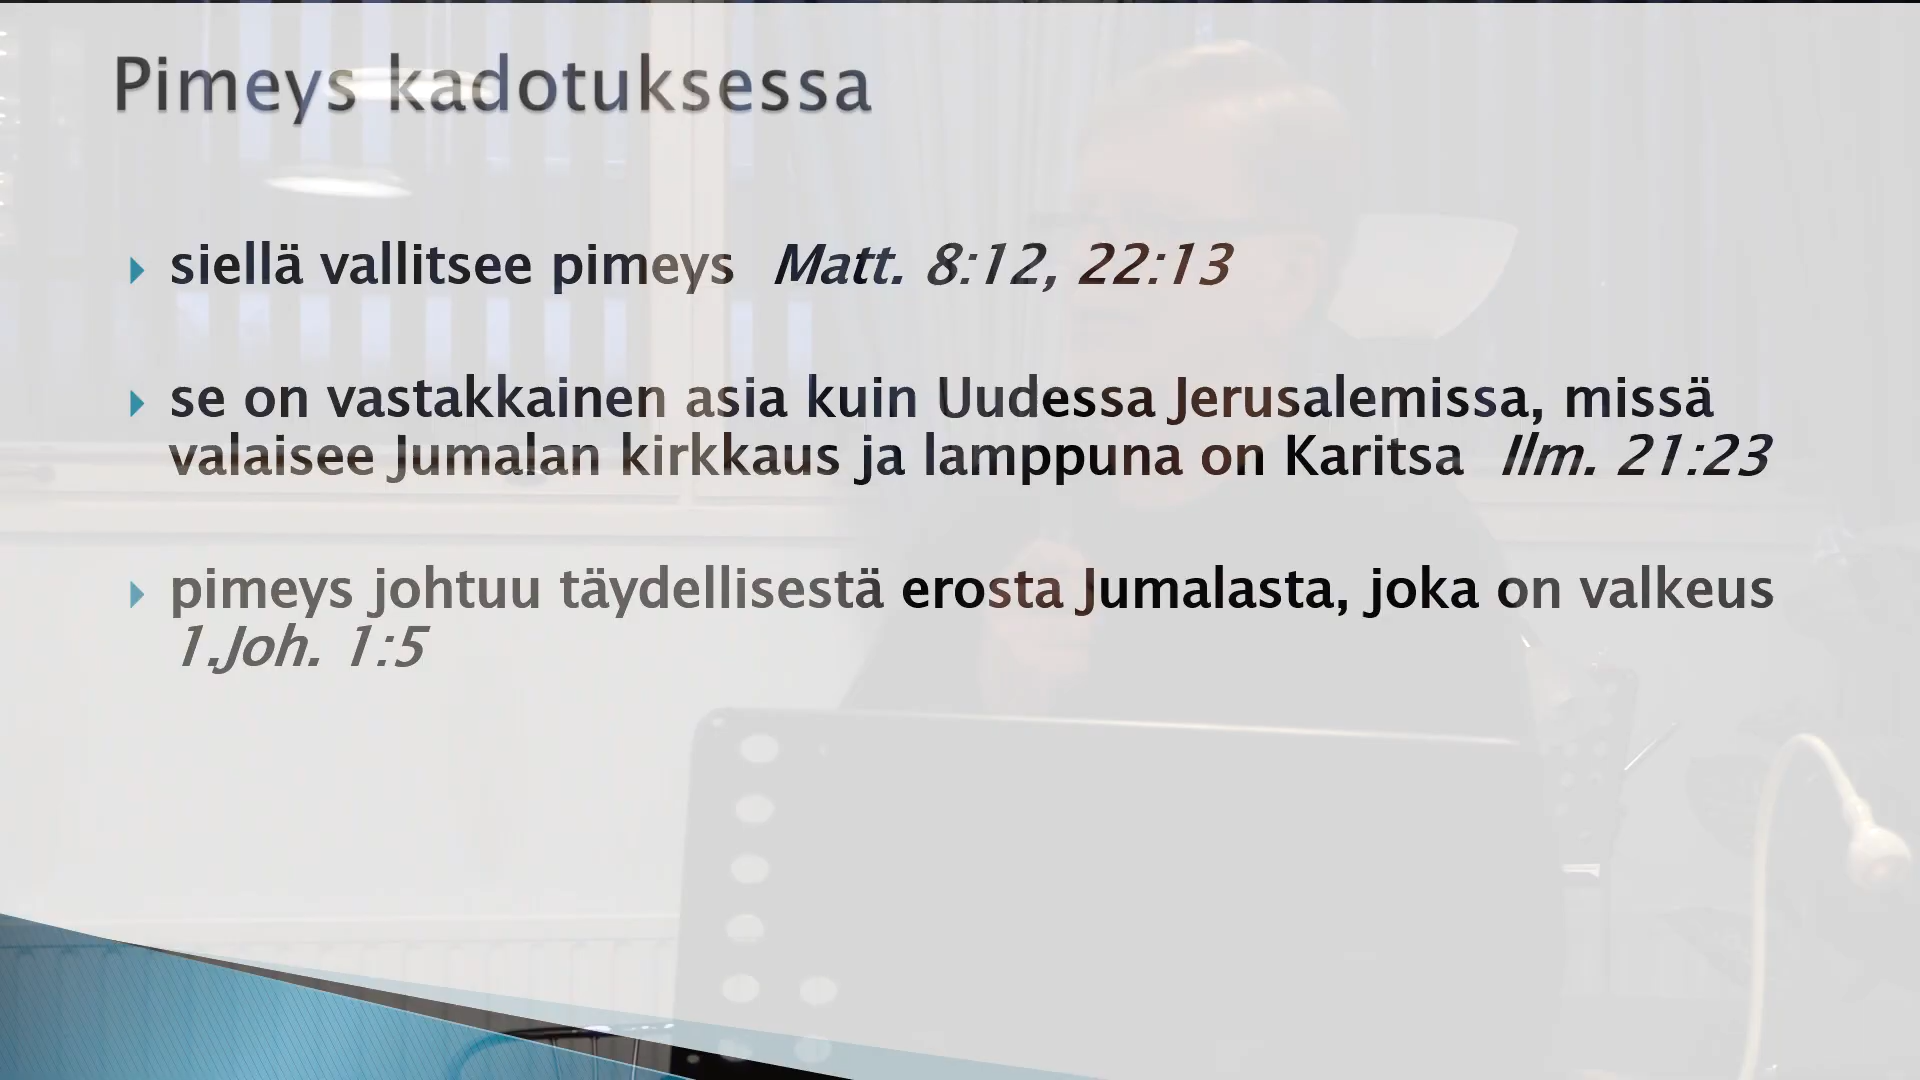 Pimeys kadotuksessa
siellä vallitsee pimeys Matt. 8:12, 22:13
se on vastakkainen asia kuin Uudessa Jerusalemissa, missä
valaisee Jumalan kirkkaus ja lamppuna on Karitsa Ilm. 21:23
pimeys johtuu täydellisestä erosta Jumalasta, joka on valkeus
1.Joh. 1:5